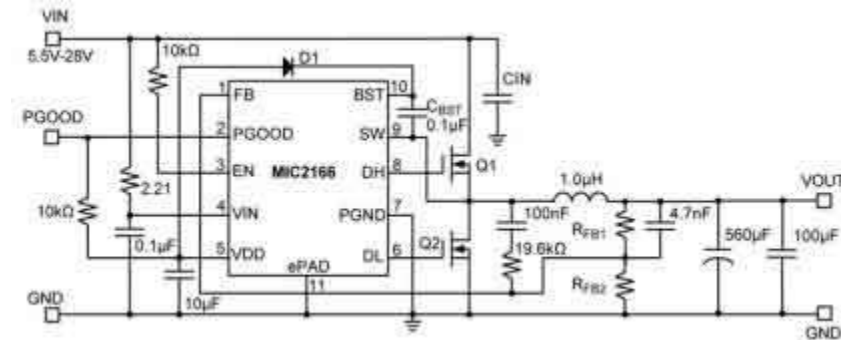 VIN
5.5V-28V
10kΩ
D1
CIN
1
FB
BST
10
CBST
0.1µF
PGOOD
2
PGOOD
SW
9
3
EN
MIC2166
DH
8
Q1
2.21
1.0µH
VOUT
10kΩ
4
VIN
PGND
7
100nF
RFB1
4.7nF
0.1µF
5
VDD
DL
6
Q2
19.6kΩ
560µF
100µF
ePAD
11
RFB2
10µF
GND
GND